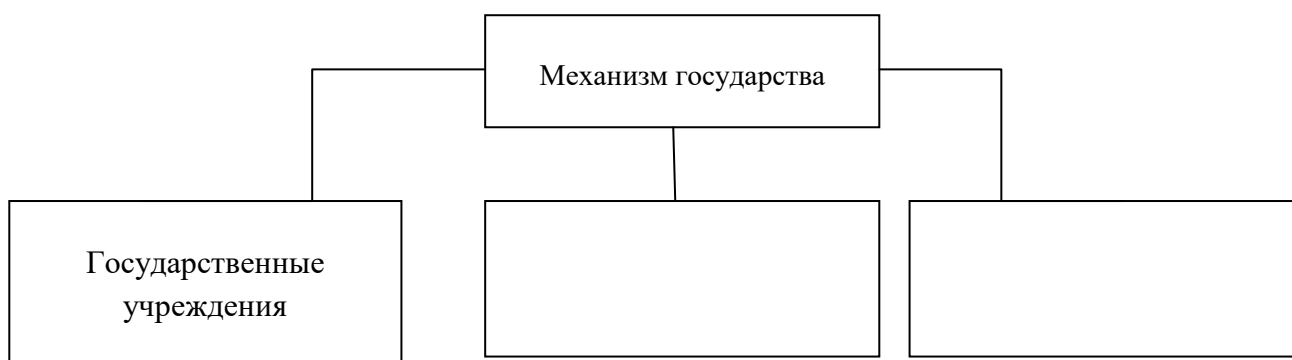 Механизм государства
Государственные
учреждения